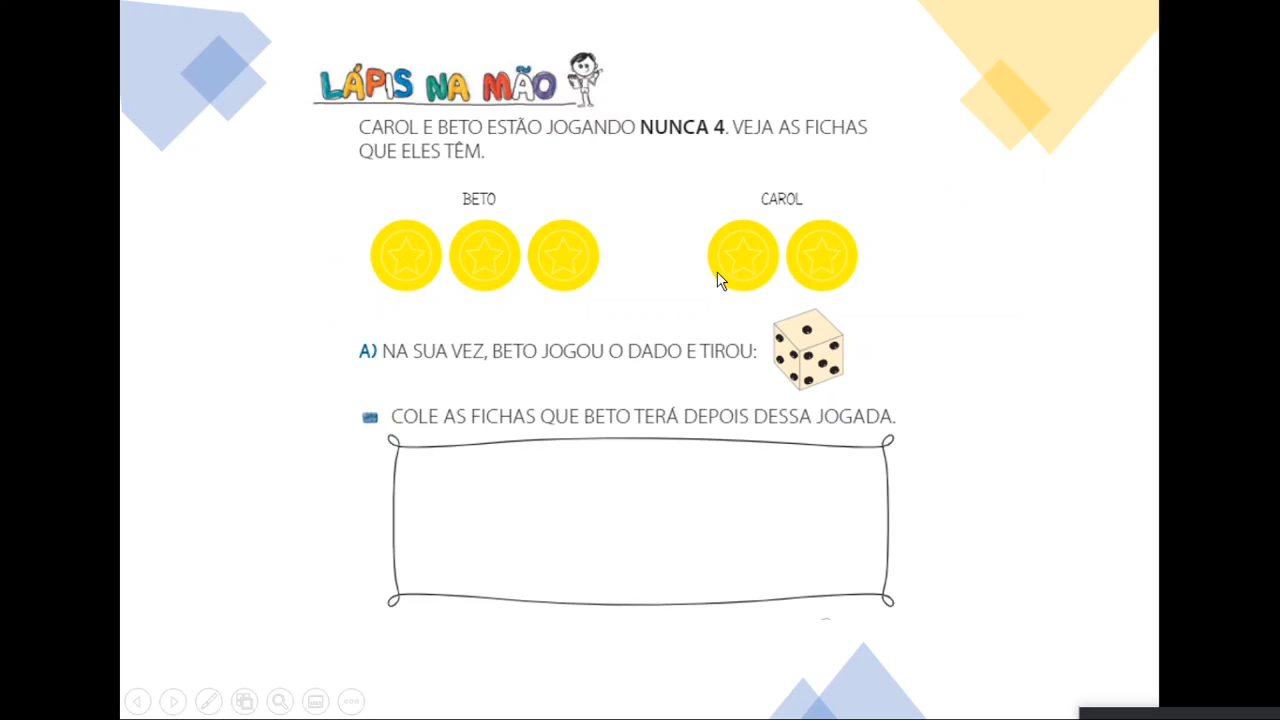 LÁPIS NA MÃO
CAROL E BETO ESTÃO JOGANDO NUNCA 4. VEJA AS FICHAS
QUE ELES TÊM.
BETO
CAROL
A) NA SUA VEZ, BETO JOGOU O DADO E TIROU:
COLE AS FICHAS QUE BETO TERÁ DEPOIS DESSA JOGADA.